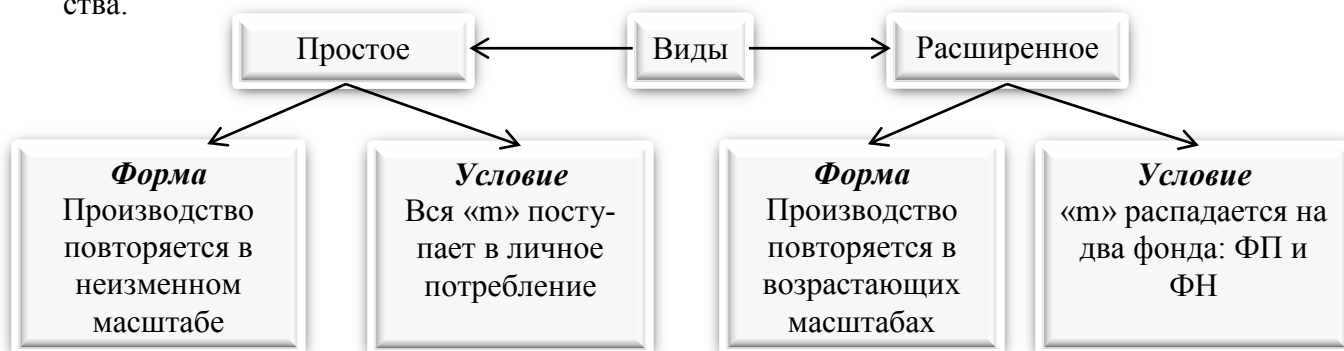 ства.
Простое
Виды
Расширенное
Форма
Производство
повторяется в
неизменном
масштабе
Условие
Вся «m» посту-
пает в личное
потребление
Форма
Производство
повторяется в
возрастающих
масштабах
Условие
«m» распадается на
два фонда: ФП и
ФН